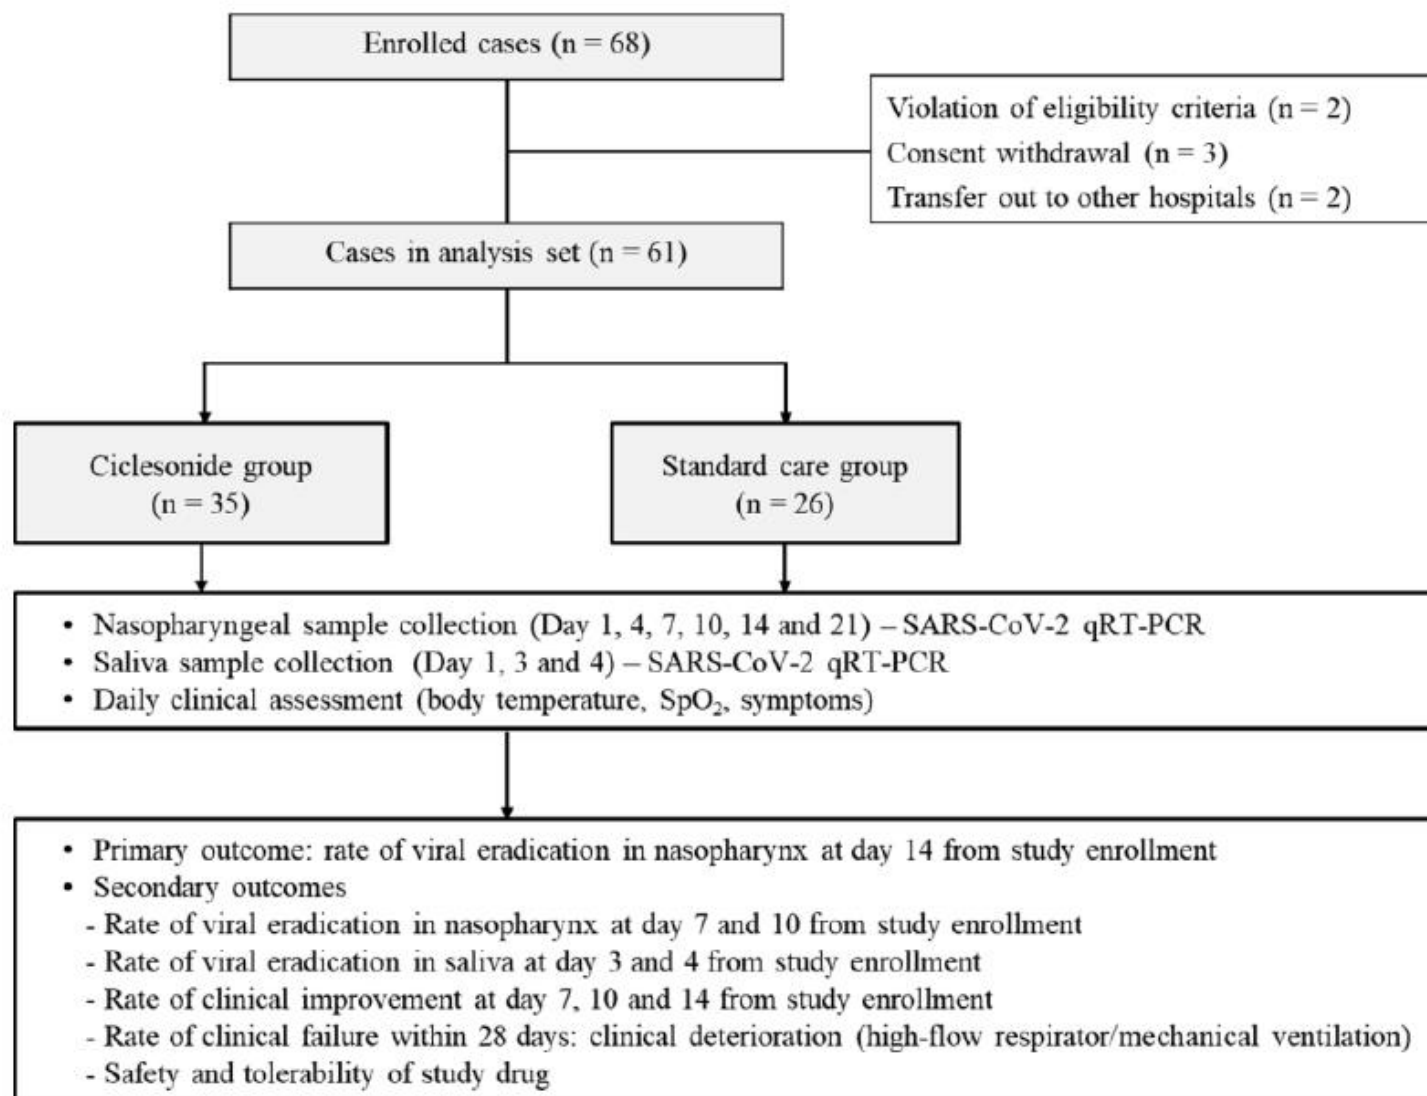 Enrolled cases (n = 68)
Violation of eligibility criteria (n = 2)
Consent withdrawal (n = 3)
Transfer out to other hospitals (n = 2)
Cases in analysis set (n = 61)
Ciclesonide group
(n = 35)
Standard care group
(n = 26)
• Nasopharyngeal sample collection (Day 1, 4, 7, 10, 14 and 21) – SARS-CoV-2 qRT-PCR
• Saliva sample collection (Day 1, 3 and 4) – SARS-CoV-2 qRT-PCR
• Daily clinical assessment (body temperature, SpO₂, symptoms)
• Primary outcome: rate of viral eradication in nasopharynx at day 14 from study enrollment
• Secondary outcomes
- Rate of viral eradication in nasopharynx at day 7 and 10 from study enrollment
- Rate of viral eradication in saliva at day 3 and 4 from study enrollment
- Rate of clinical improvement at day 7, 10 and 14 from study enrollment
- Rate of clinical failure within 28 days: clinical deterioration (high-flow respirator/mechanical ventilation)
- Safety and tolerability of study drug